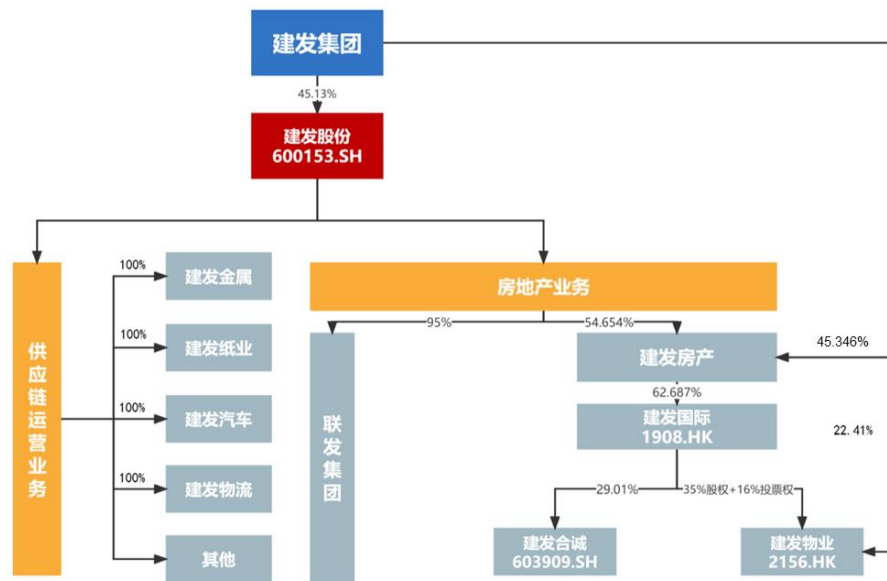 建发集团
45.13%
建发股份
600153.SH
供应链运营业务
100%
建发金属
100%
建发纸业
100%
建发汽车
100%
建发物流
其他
房地产业务
95%
54.654%
联发集团
建发房产
45.346%
62.687%
建发国际
1908.HK
22.41%
29.01%
35%股权+16%投票权
建发合诚
603909.SH
建发物业
2156.HK